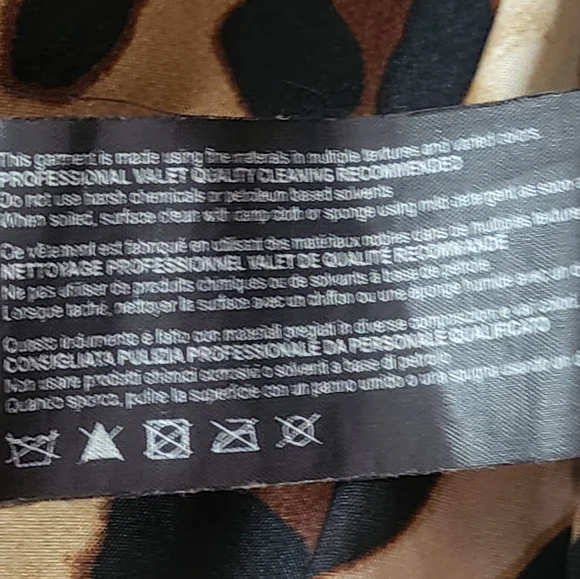 This garment is made using fine materials in multiple textures and varied colors.
PROFESSIONAL VALET QUALITY CLEANING RECOMMENDED
Do not use harsh chemicals or petroleum based solvents
When soiled, surface clean with damp cloth or sponge using mild detergent as soon
Ce vêtement est fabriqué en utilisant des matériaux nobles dans de multiples textures
NETTOYAGE PROFESSIONNEL VALET DE QUALITÉ RECOMMANDÉ
Ne pas utiliser de produits chimiques ou de solvants à base de pétrole
Lorsque taché, nettoyer la surface avec un chiffon ou une éponge humide avec un
Questo indumento è fatto con materiali pregiati in diverse composizioni e vari colori
CONSIGLIATA PULIZIA PROFESSIONALE DA PERSONALE QUALIFICATO
Non usare prodotti chimici corrosivi o solventi a base di petrolio
Quando sporco, pulire la superficie con un panno umido o una spugna usando un